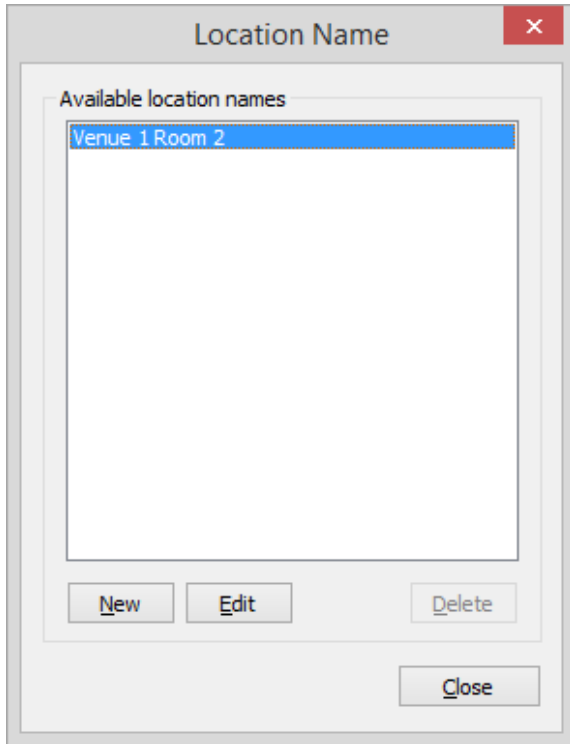 Location Name
Available location names
Venue 1 Room 2
New Edit Delete
Close